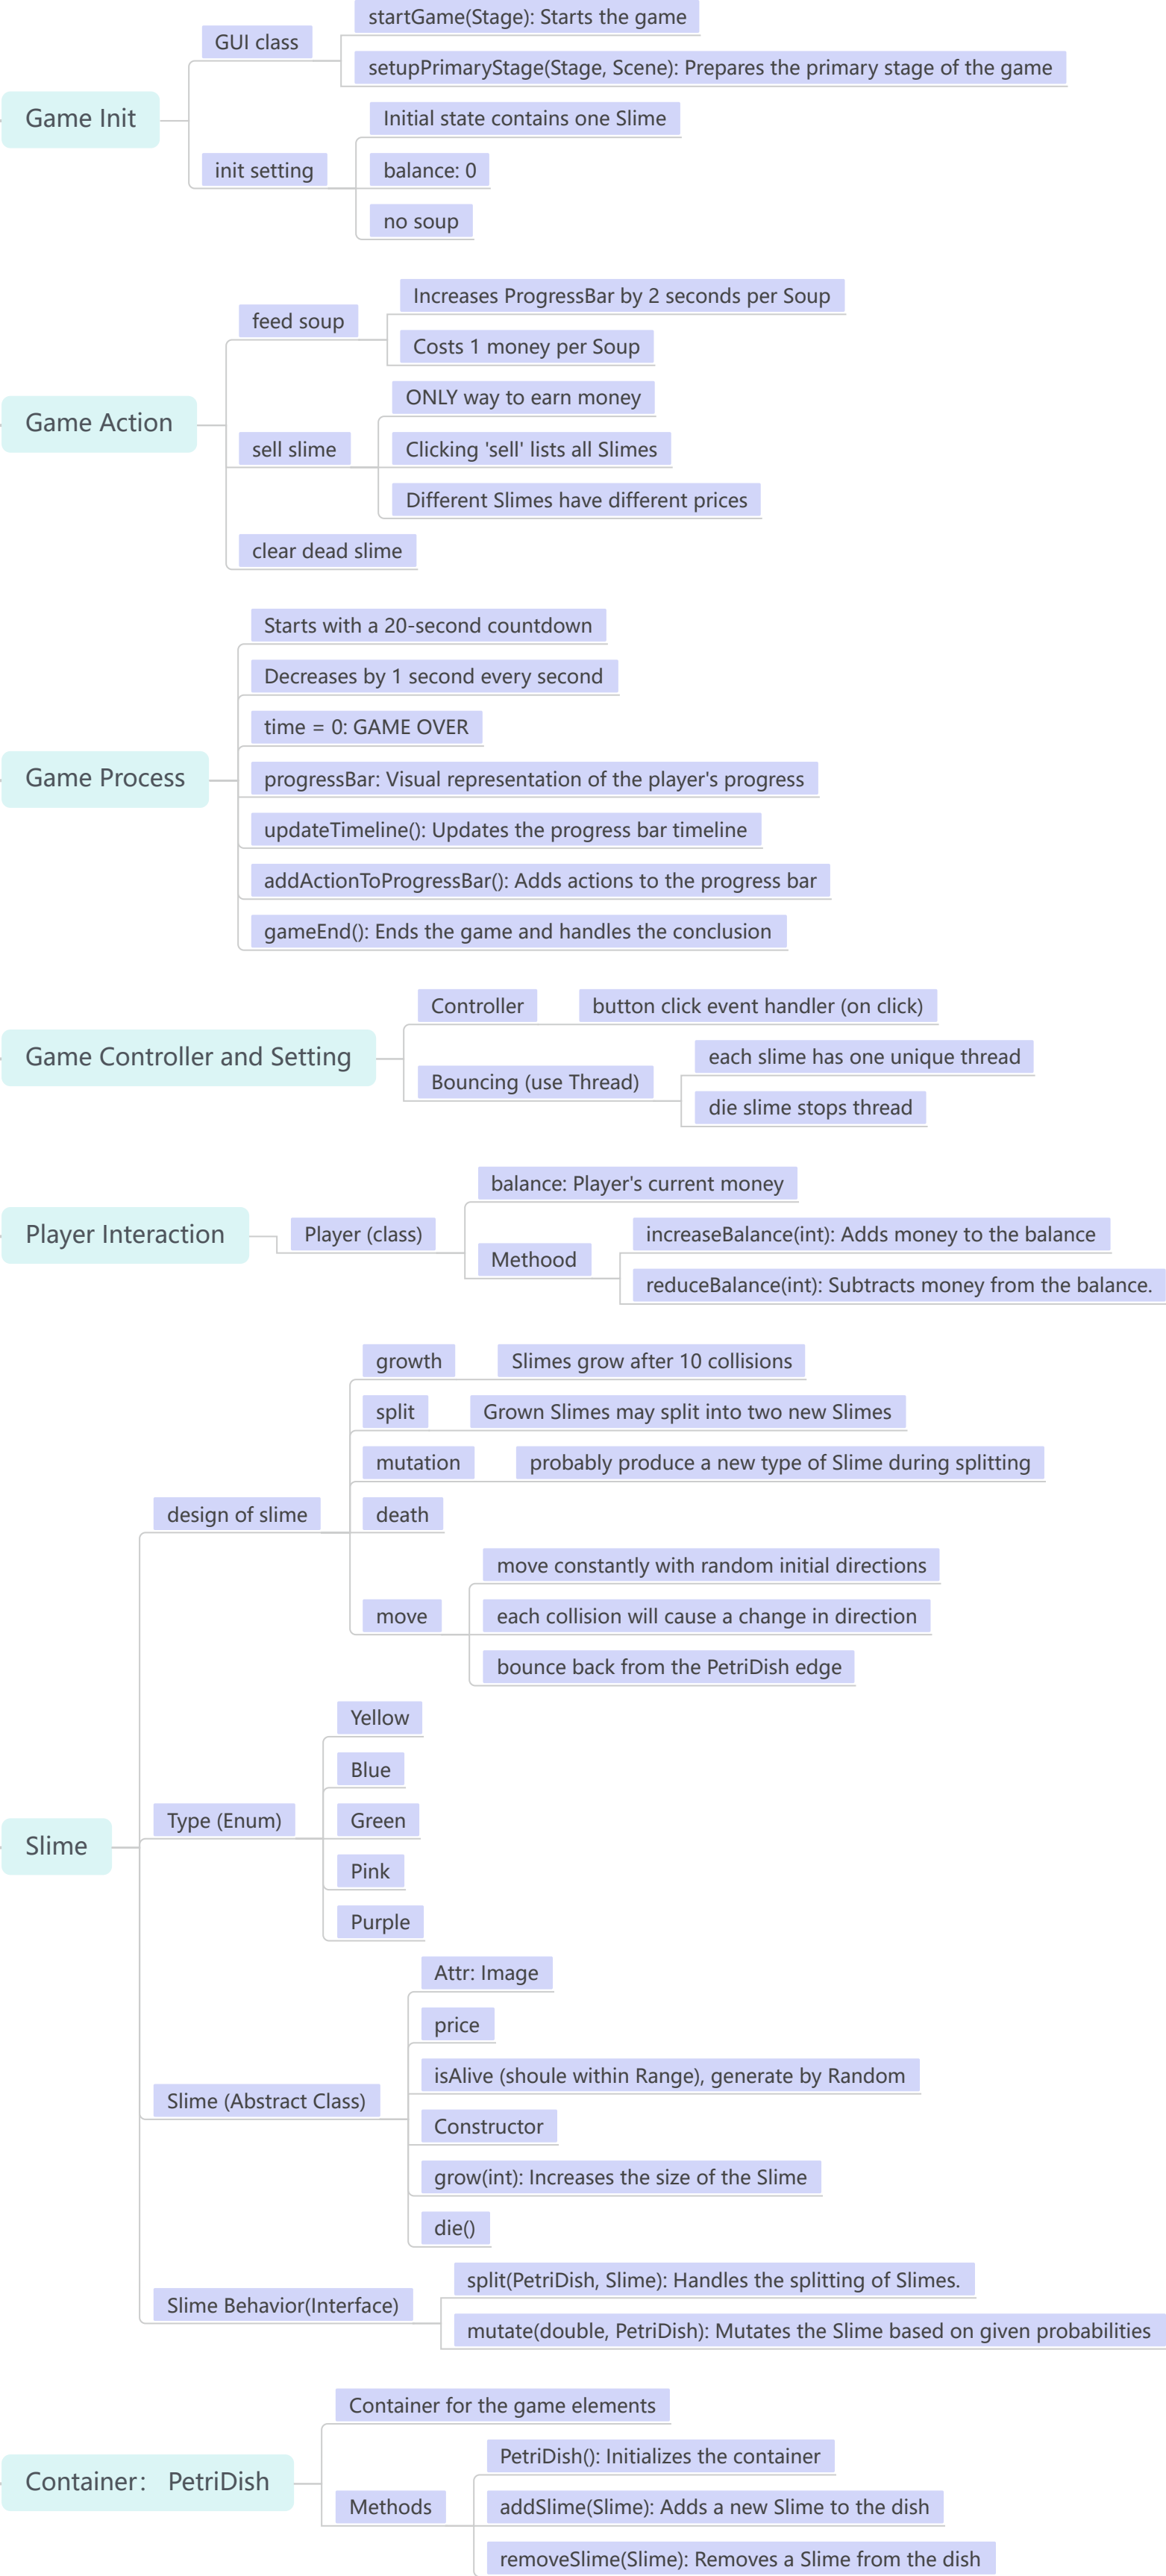 startGame(Stage): Starts the game
GUI class
setupPrimaryStage(Stage, Scene): Prepares the primary stage of the game
Game Init
Initial state contains one Slime
init setting
balance: 0
no soup
Increases ProgressBar by 2 seconds per Soup
feed soup
Costs 1 money per Soup
ONLY way to earn money
Game Action
sell slime
Clicking 'sell' lists all Slimes
Different Slimes have different prices
clear dead slime
Starts with a 20-second countdown
Decreases by 1 second every second
time = 0: GAME OVER
Game Process
progressBar: Visual representation of the player's progress
updateTimeline(): Updates the progress bar timeline
addActionToProgressBar(): Adds actions to the progress bar
gameEnd(): Ends the game and handles the conclusion
Controller
button click event handler (on click)
Game Controller and Setting
each slime has one unique thread
Bouncing (use Thread)
die slime stops thread
balance: Player's current money
Player Interaction
Player (class)
increaseBalance(int): Adds money to the balance
Methood
reduceBalance(int): Subtracts money from the balance.
growth
Slimes grow after 10 collisions
split
Grown Slimes may split into two new Slimes
mutation
probably produce a new type of Slime during splitting
design of slime
death
move constantly with random initial directions
move
each collision will cause a change in direction
bounce back from the PetriDish edge
Yellow
Blue
Type (Enum)
Green
Slime
Pink
Purple
Attr: Image
price
isAlive (shoule within Range), generate by Random
Slime (Abstract Class)
Constructor
grow(int): Increases the size of the Slime
die()
split(PetriDish, Slime): Handles the splitting of Slimes.
Slime Behavior(Interface)
mutate(double, PetriDish): Mutates the Slime based on given probabilities
Container for the game elements
Container： PetriDish
PetriDish(): Initializes the container
Methods
addSlime(Slime): Adds a new Slime to the dish
removeSlime(Slime): Removes a Slime from the dish